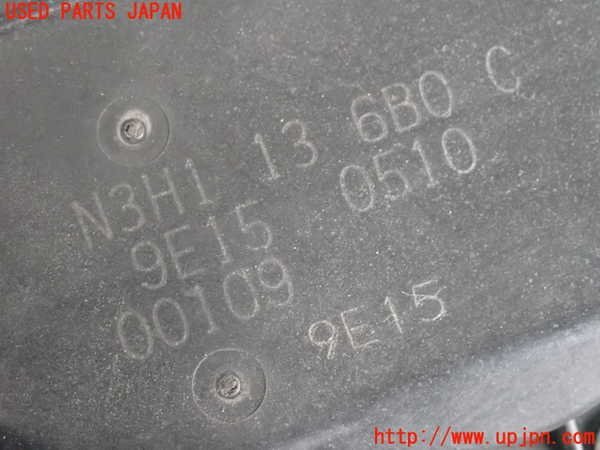 USED PARTS JAPAN
N3H1 13 6B0 C
9E15 0510
00109
9E15
http://www.upjpn.com/